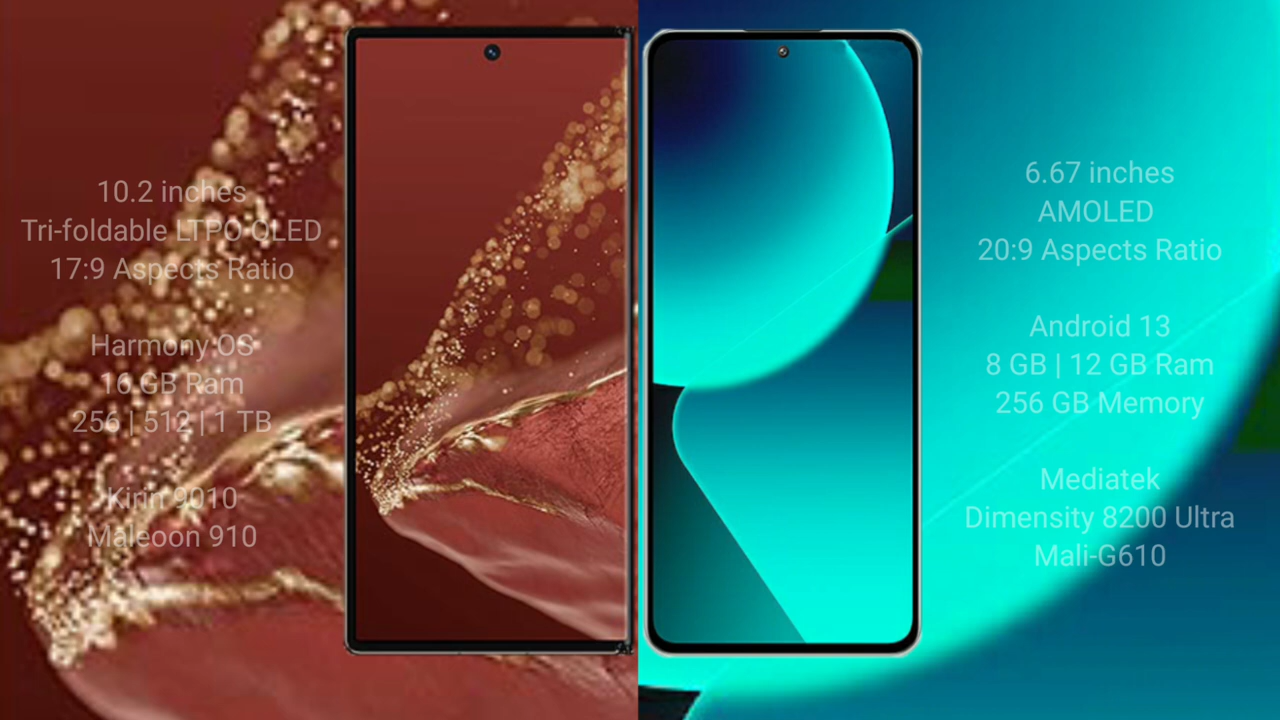 10.2 inches
Tri-foldable LTPO OLED
17:9 Aspects Ratio
Harmony OS
16 GB Ram
256 | 512 | 1 TB
Kirin 9010
Maleoon 910
6.67 inches
AMOLED
20:9 Aspects Ratio
Android 13
8 GB | 12 GB Ram
256 GB Memory
Mediatek
Dimensity 8200 Ultra
Mali-G610